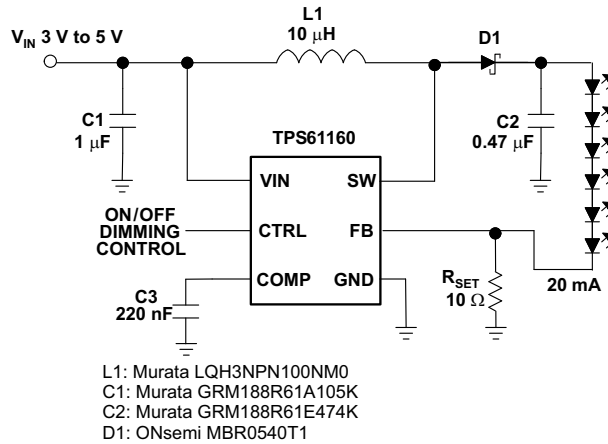 L1
10 μH
V_IN 3 V to 5 V
D1
C1
1 μF
C2
0.47 μF
TPS61160
VIN
SW
ON/OFF
DIMMING
CONTROL
CTRL
FB
COMP
GND
C3
220 nF
R_SET
10 Ω
20 mA
L1: Murata LQH3NPN100NM0
C1: Murata GRM188R61A105K
C2: Murata GRM188R61E474K
D1: ONsemi MBR0540T1